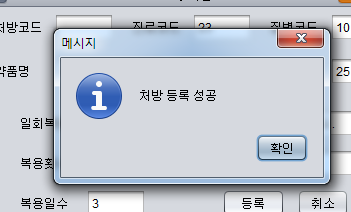 처방코드 진료코드 23 질병코드 10
메시지
약품명 25
처방 등록 성공
일회복
확인
복용횟
복용일수 3 등록 취소